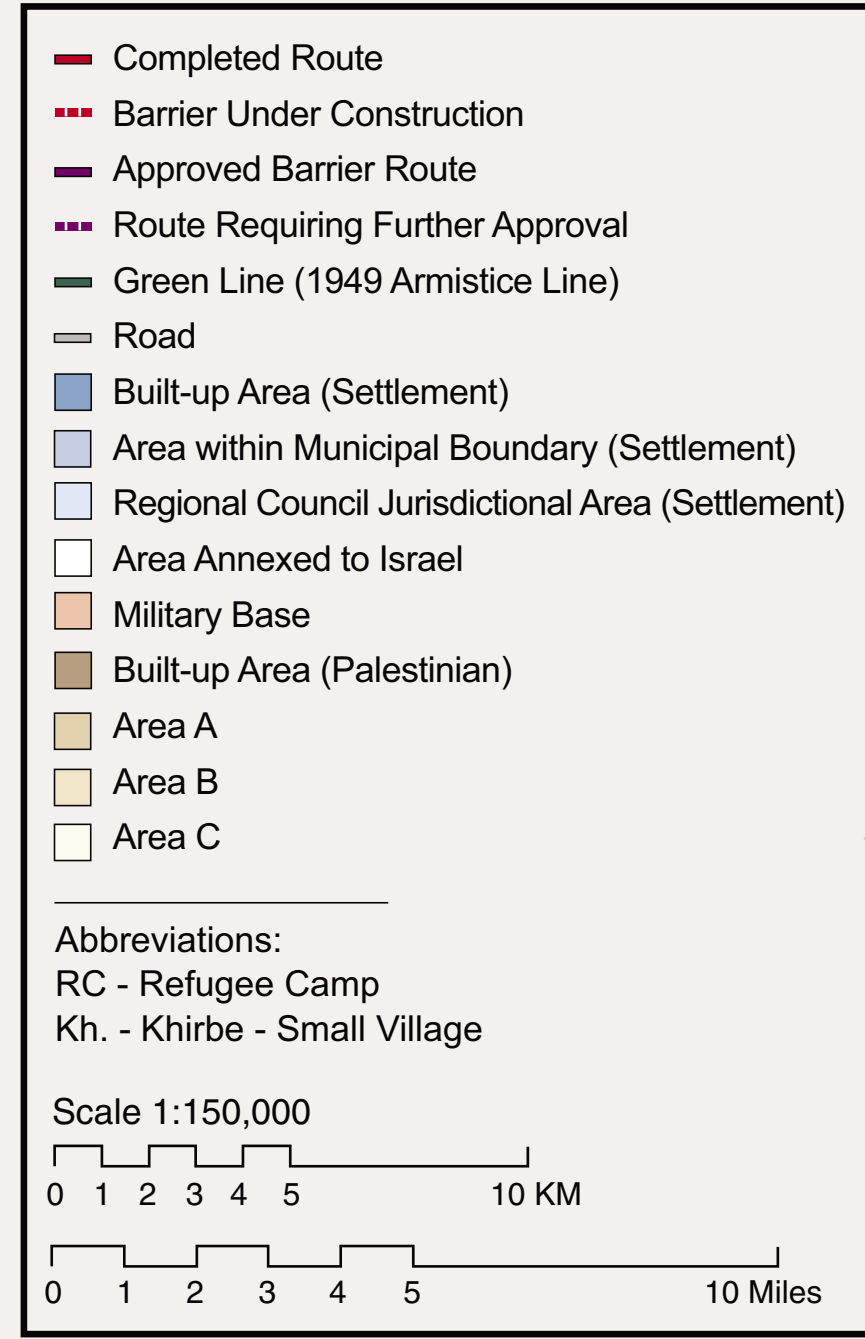 Completed Route
Barrier Under Construction
Approved Barrier Route
Route Requiring Further Approval
Green Line (1949 Armistice Line)
Road
Built-up Area (Settlement)
Area within Municipal Boundary (Settlement)
Regional Council Jurisdictional Area (Settlement)
Area Annexed to Israel
Military Base
Built-up Area (Palestinian)
Area A
Area B
Area C
Abbreviations:
RC - Refugee Camp
Kh. - Khirbe - Small Village
Scale 1:150,000
0 1 2 3 4 5 10 KM
0 1 2 3 4 5 10 Miles